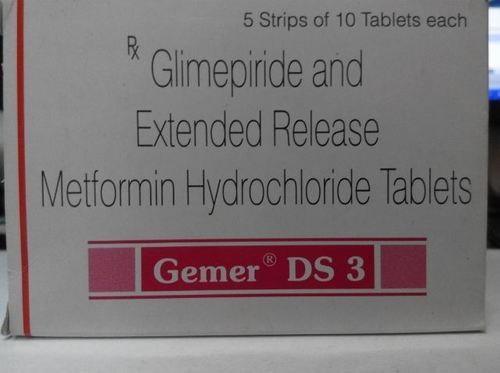 5 Strips of 10 Tablets each
℞ Glimepiride and
Extended Release
Metformin Hydrochloride Tablets
Gemer® DS 3